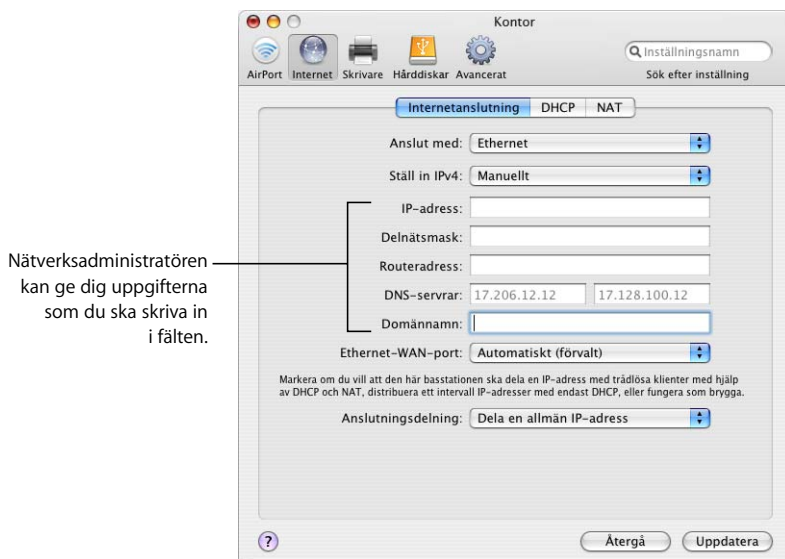 Kontor
AirPort Internet Skrivare Hårddiskar Avancerat
Inställningsnamn
Sök efter inställning
Internetanslutning DHCP NAT
Anslut med: Ethernet
Ställ in IPv4: Manuellt
IP-adress:
Delnätsmask:
Routeradress:
DNS-servrar: 17.206.12.12 17.128.100.12
Domännamn:
Nätverksadministratören
kan ge dig uppgifterna
som du ska skriva in
i fälten.
Ethernet-WAN-port: Automatiskt (förvalt)
Markera om du vill att den här basstationen ska dela en IP-adress med trådlösa klienter med hjälp
av DHCP och NAT, distribuera ett intervall IP-adresser med endast DHCP, eller fungera som brygga.
Anslutningsdelning: Dela en allmän IP-adress
?
Återgå Uppdatera